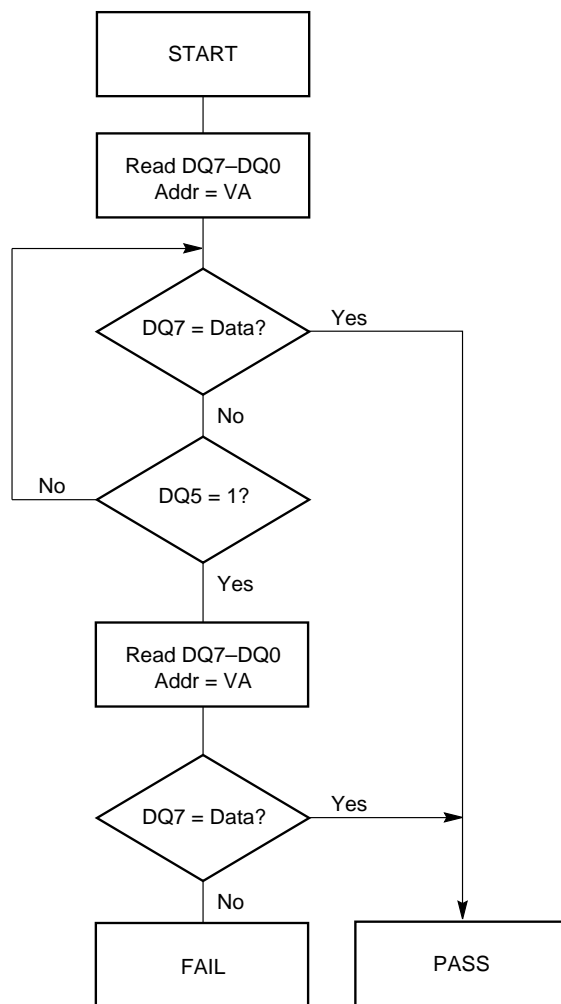 START
Read DQ7–DQ0
Addr = VA
DQ7 = Data?
Yes
No
No
DQ5 = 1?
Yes
Read DQ7–DQ0
Addr = VA
DQ7 = Data?
Yes
No
FAIL
PASS